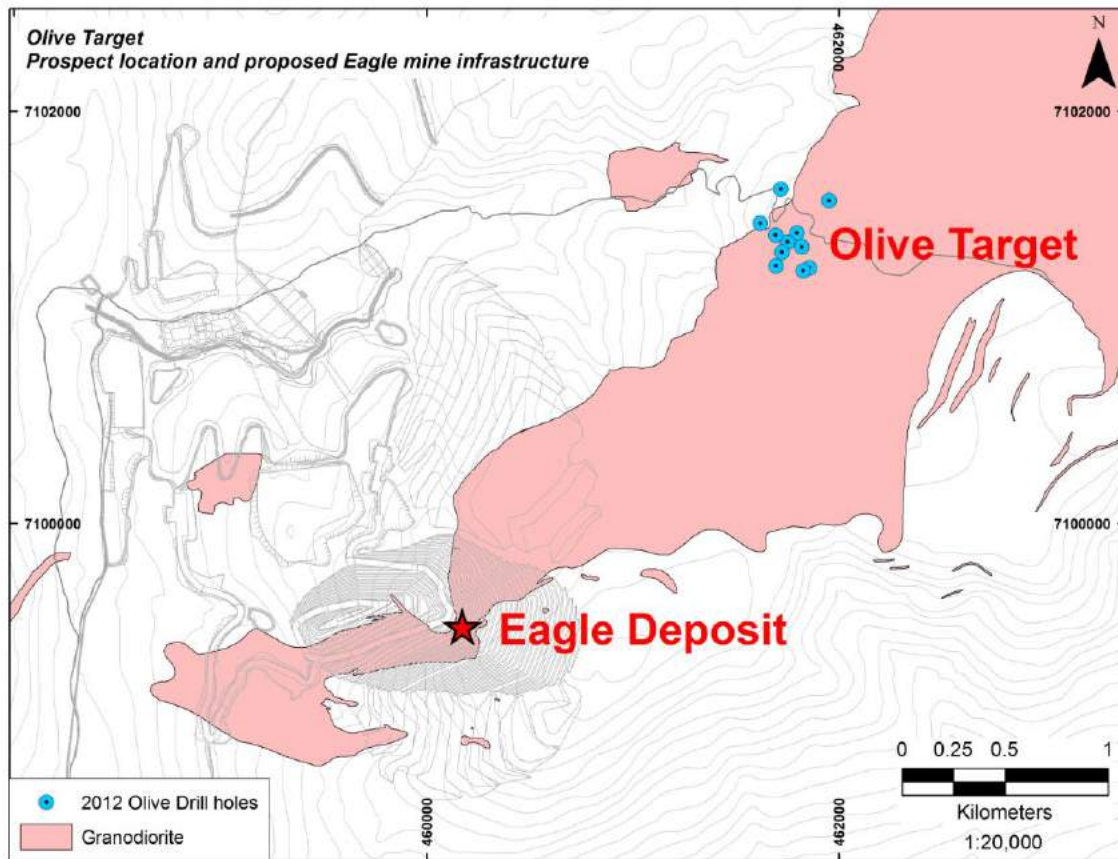 Olive Target
Prospect location and proposed Eagle mine infrastructure
462000
N
7102000
7102000
Olive Target
7100000
7100000
Eagle Deposit
2012 Olive Drill holes
Granodiorite
460000
462000
0 0.25 0.5 1
Kilometers
1:20,000